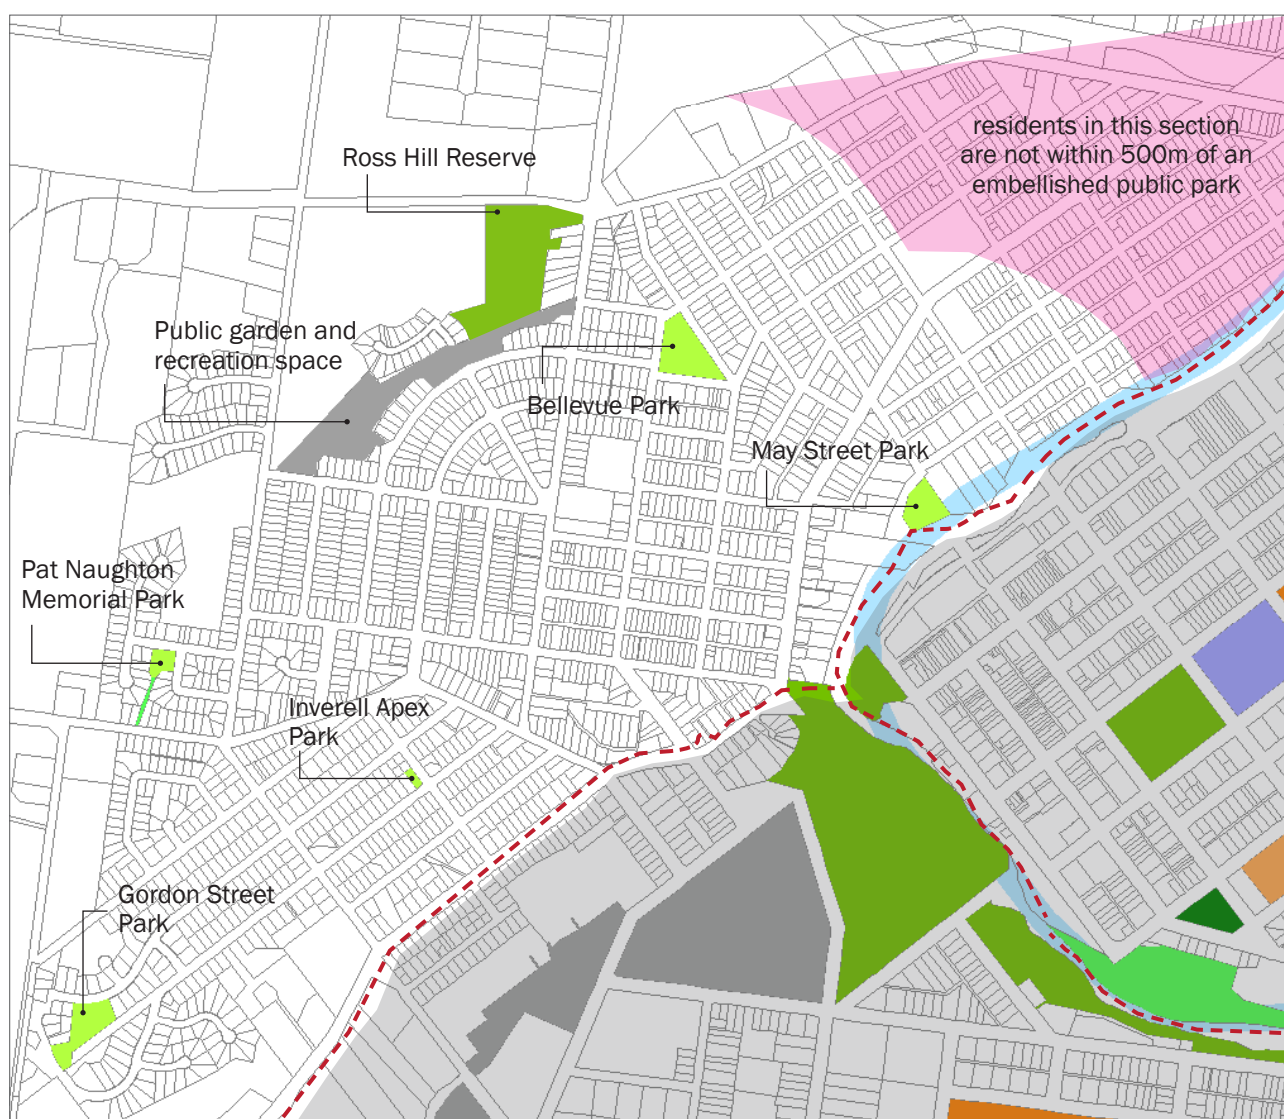 residents in this section
are not within 500m of an
embellished public park
Ross Hill Reserve
Public garden and
recreation space
Bellevue Park
May Street Park
Pat Naughton
Memorial Park
Inverell Apex
Park
Gordon Street
Park